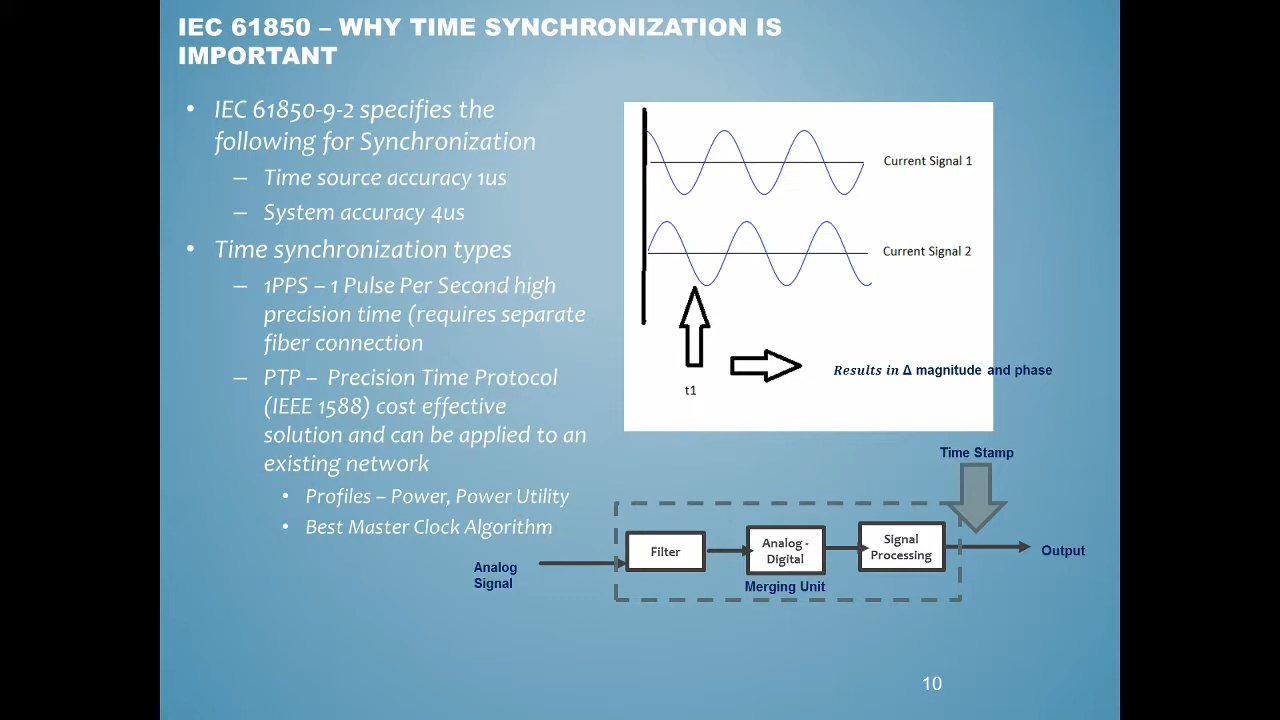 IEC 61850 – WHY TIME SYNCHRONIZATION IS
IMPORTANT
• IEC 61850-9-2 specifies the
following for Synchronization
– Time source accuracy 1us
– System accuracy 4us
• Time synchronization types
– 1PPS – 1 Pulse Per Second high
precision time (requires separate
fiber connection
– PTP – Precision Time Protocol
(IEEE 1588) cost effective
solution and can be applied to an
existing network
• Profiles – Power, Power Utility
• Best Master Clock Algorithm
Current Signal 1
Current Signal 2
t1
Results in Δ magnitude and phase
Time Stamp
Analog
Signal
Filter
Analog -
Digital
Signal
Processing
Merging Unit
Output
10